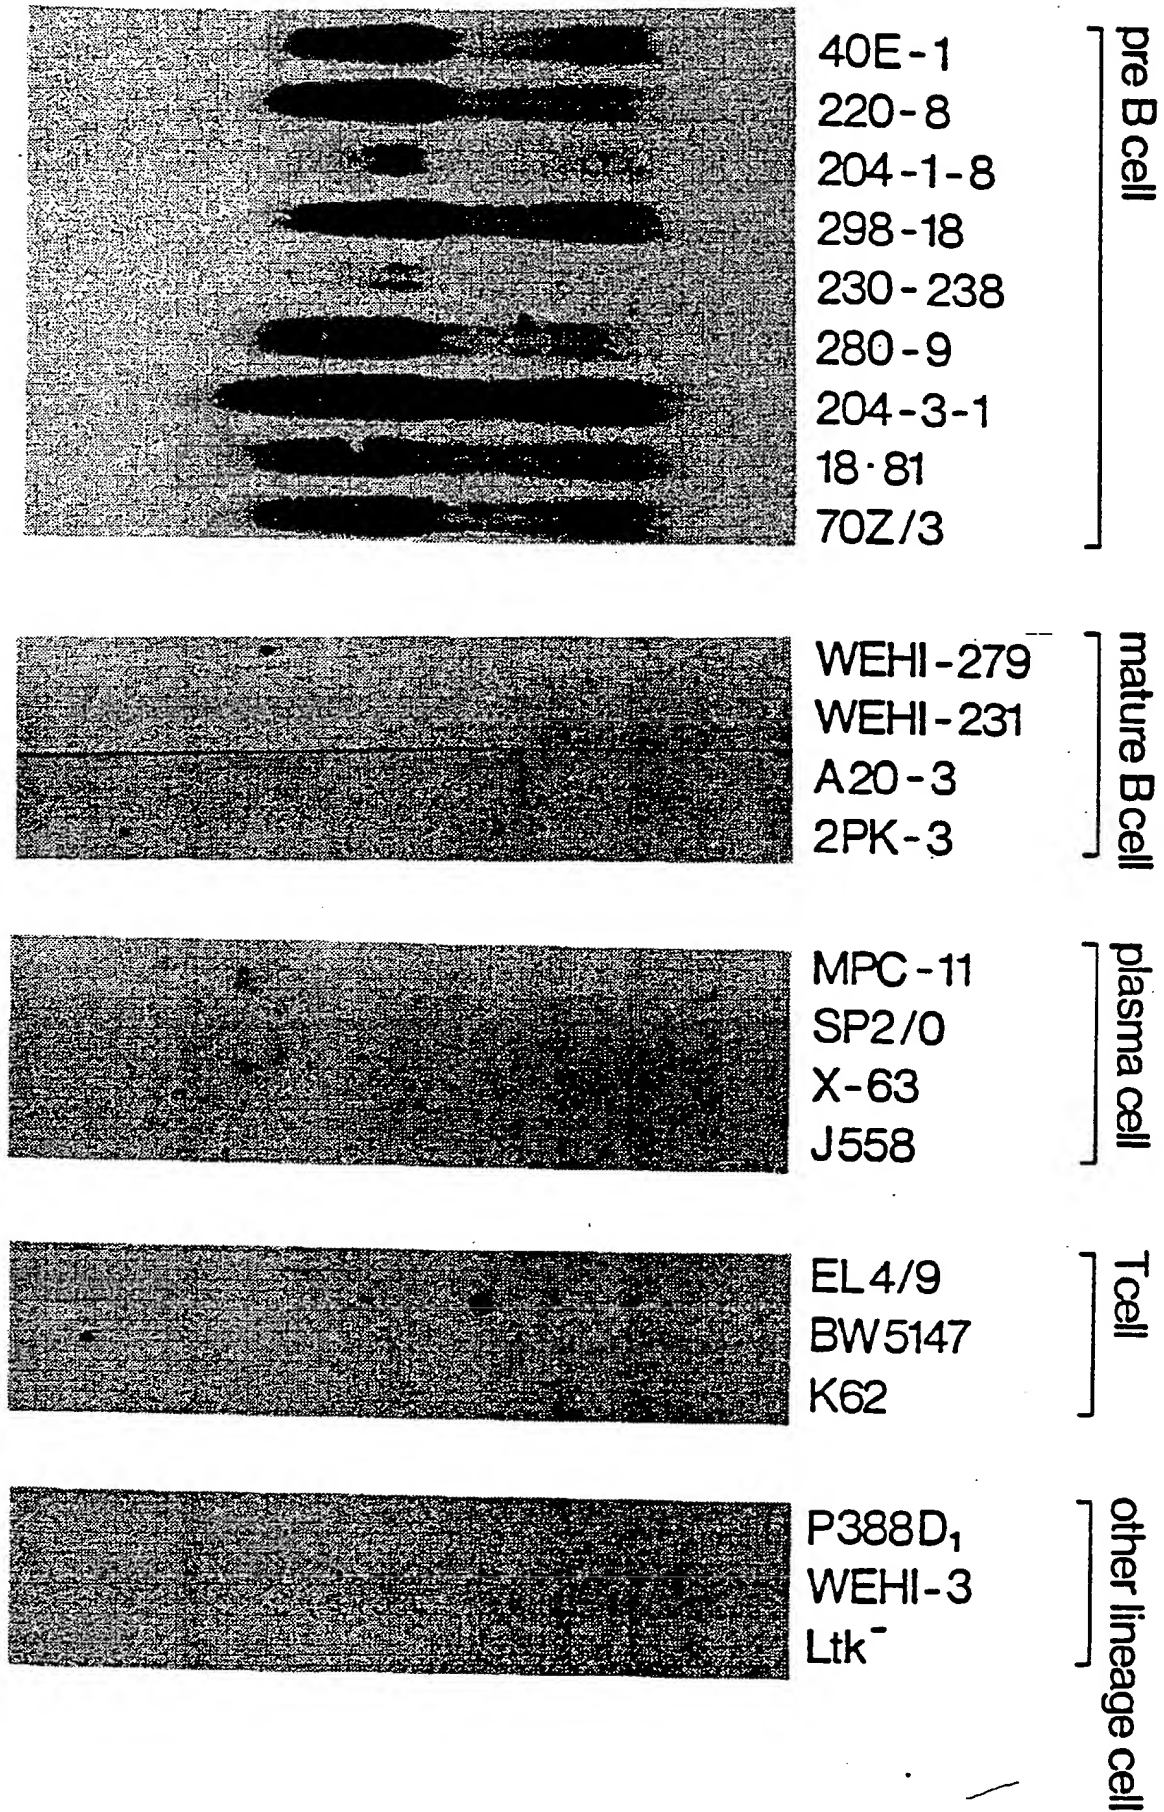 pre B cell
40E-1
220-8
204-1-8
298-18
230-238
280-9
204-3-1
18·81
70Z/3
mature B cell
WEHI-279
WEHI-231
A20-3
2PK-3
plasma cell
MPC-11
SP2/0
X-63
J558
T cell
EL4/9
BW5147
K62
other lineage cell
P388D₁
WEHI-3
Ltk⁻